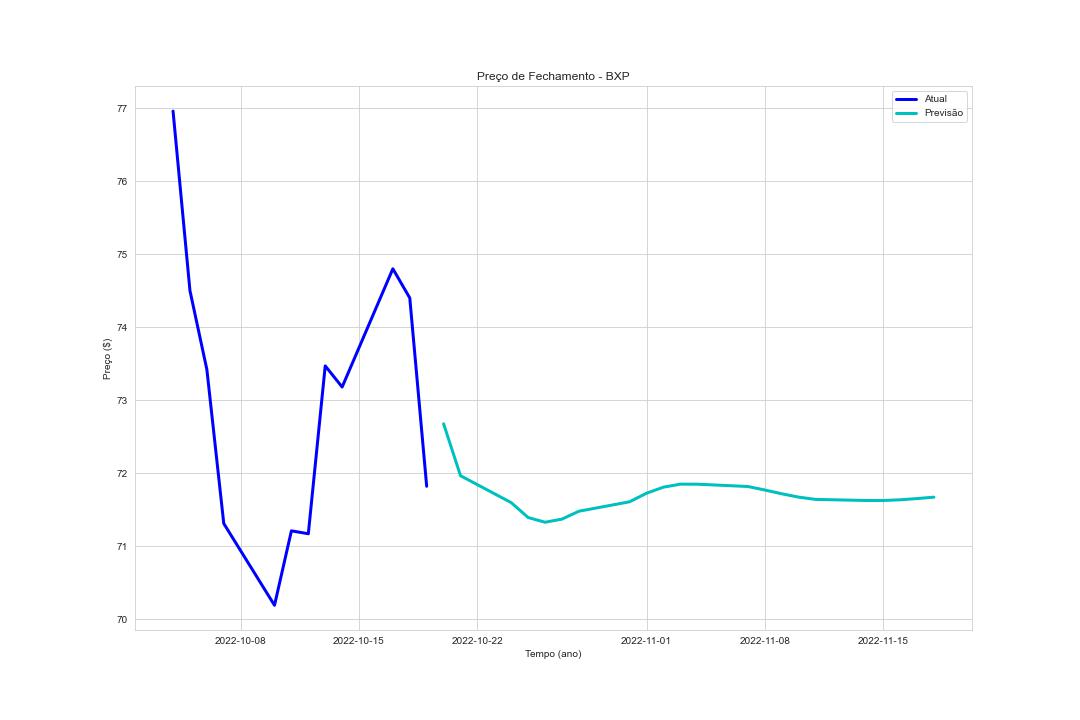 Preço de Fechamento - BXP
Atual
Previsão
77
76
75
74
73
72
71
70
Preço ($)
2022-10-08
2022-10-15
2022-10-22
2022-11-01
2022-11-08
2022-11-15
Tempo (ano)